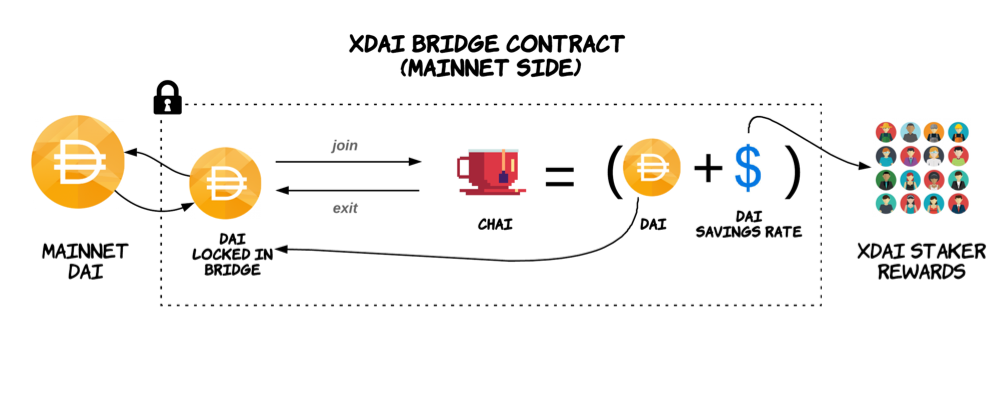 XDAI BRIDGE CONTRACT
(MAINNET SIDE)
join
exit
= ( + $ )
MAINNET
DAI
DAI
LOCKED IN
BRIDGE
CHAI
DAI
DAI
SAVINGS RATE
XDAI STAKER
REWARDS